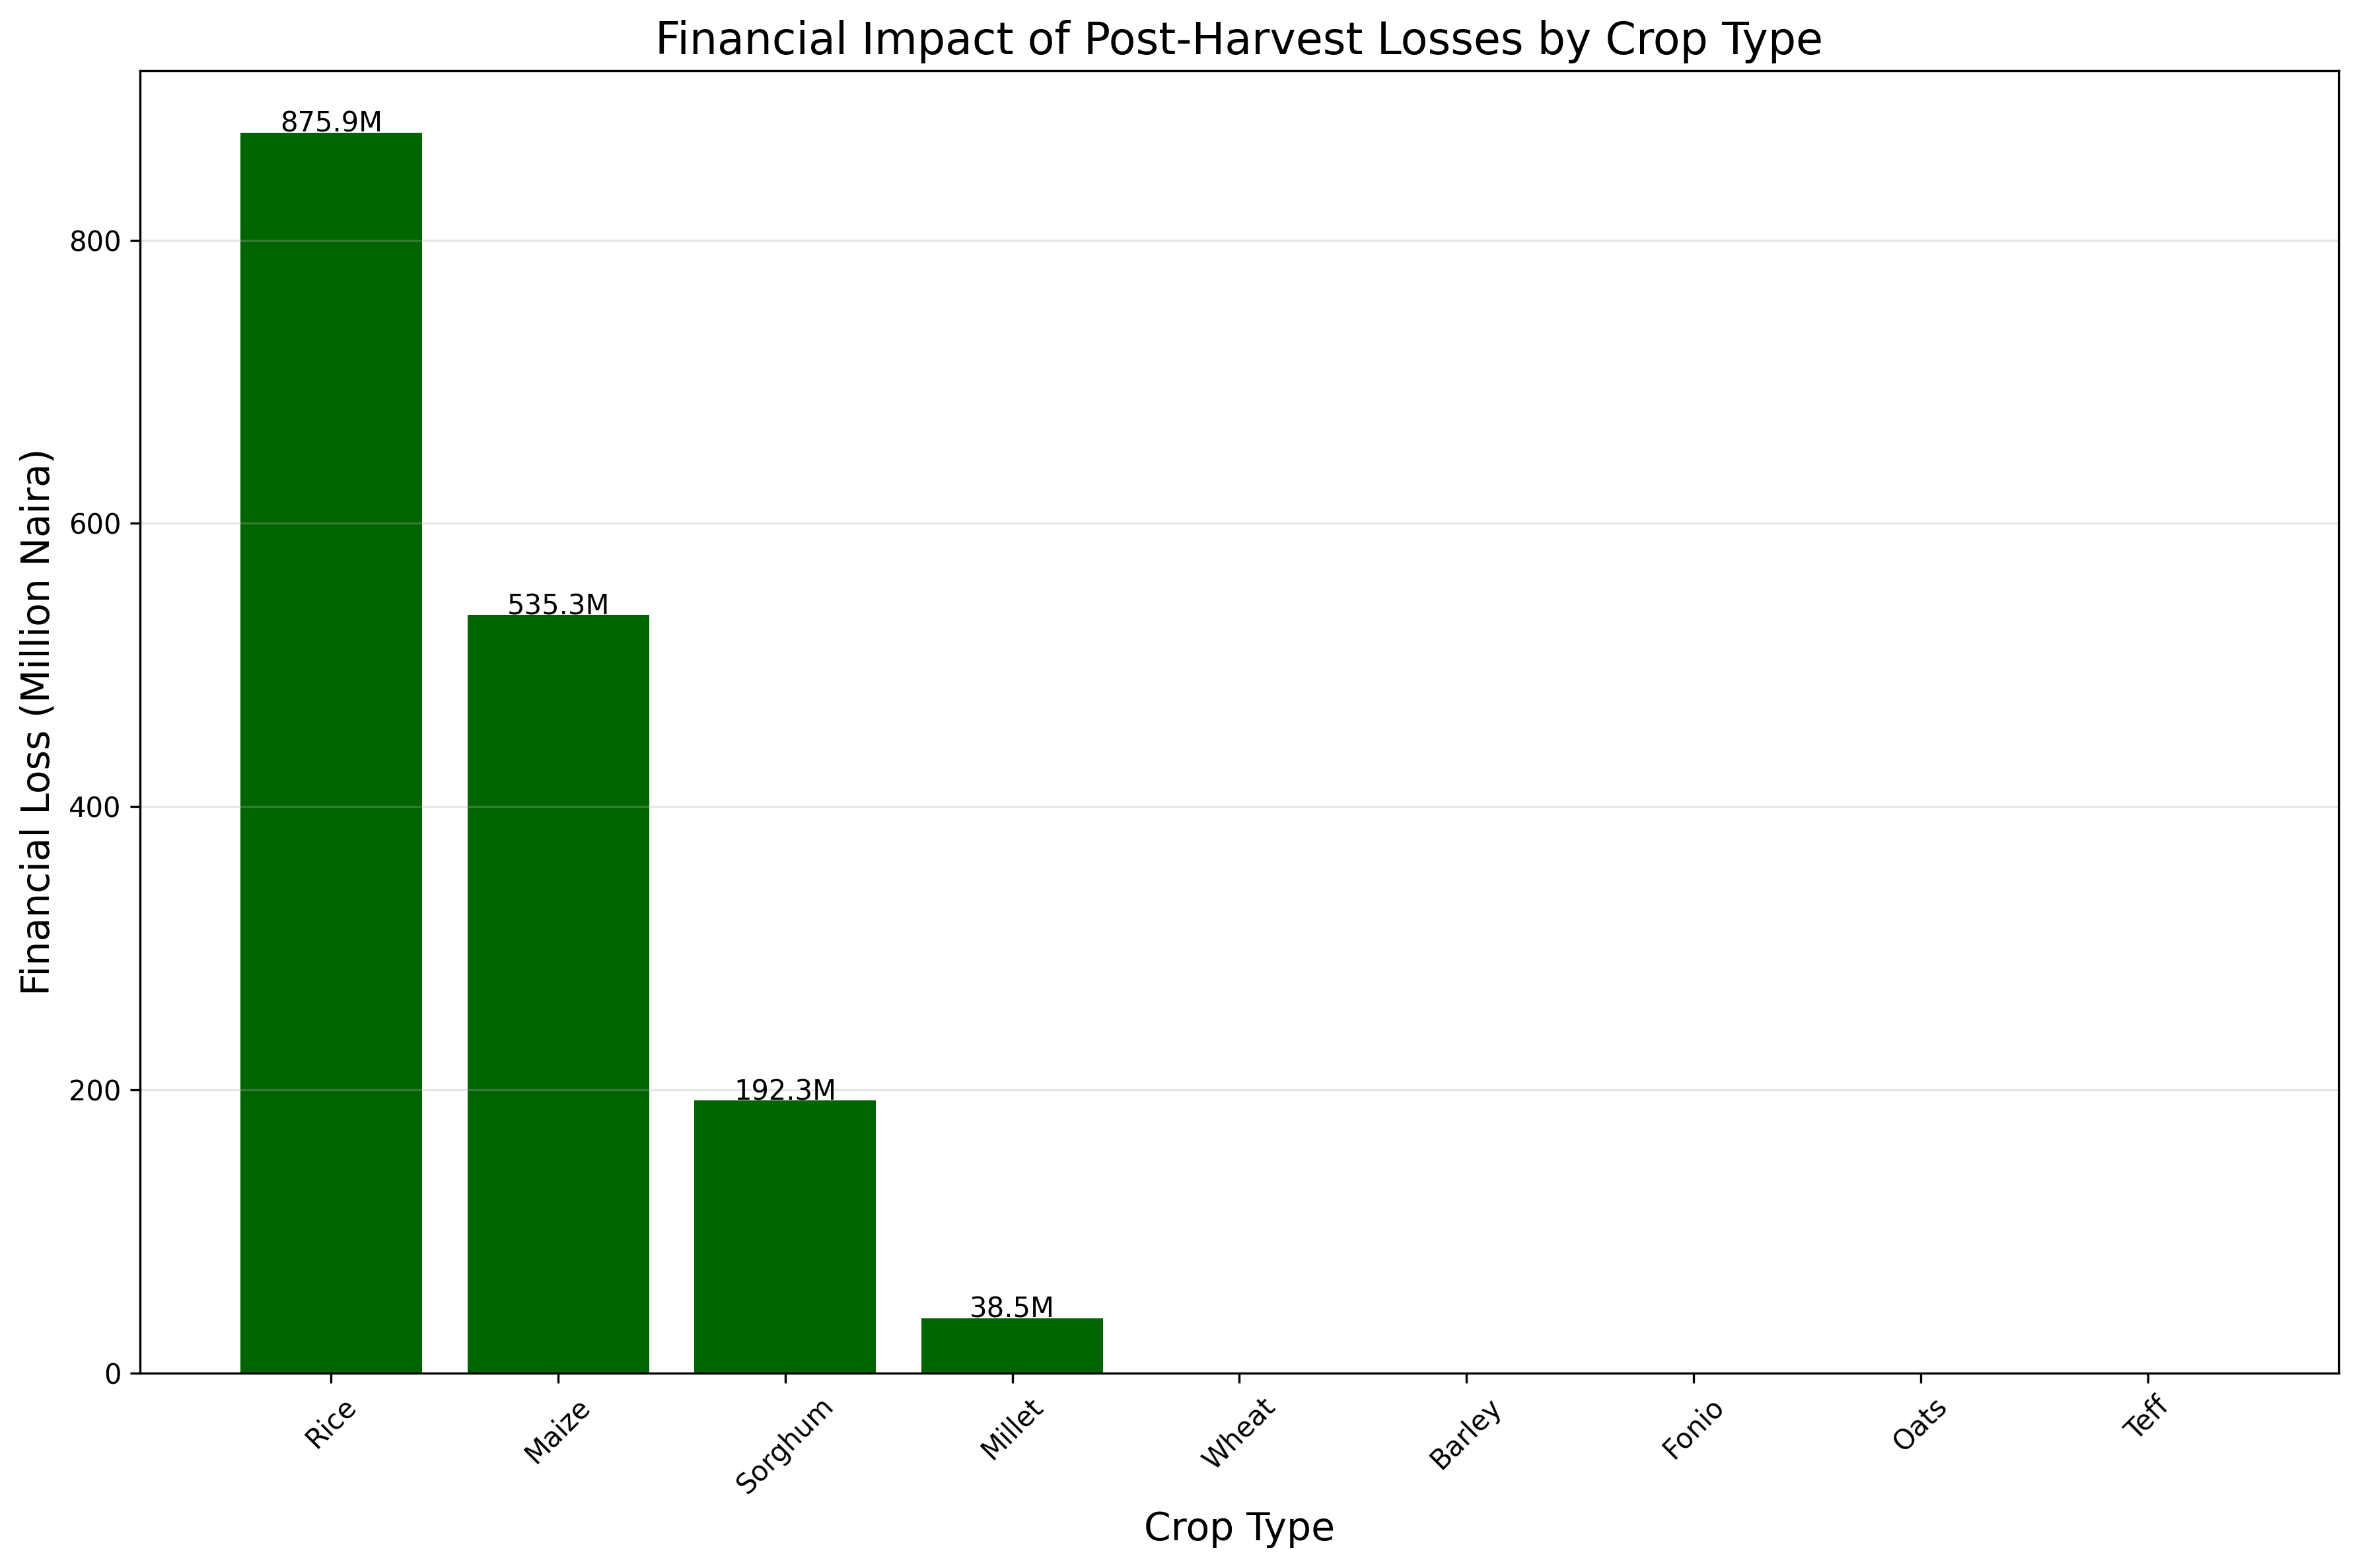 Financial Impact of Post-Harvest Losses by Crop Type
Financial Loss (Million Naira)
800
600
400
200
0
875.9M
535.3M
192.3M
38.5M
Rice
Maize
Sorghum
Millet
Wheat
Barley
Fonio
Oats
Teff
Crop Type